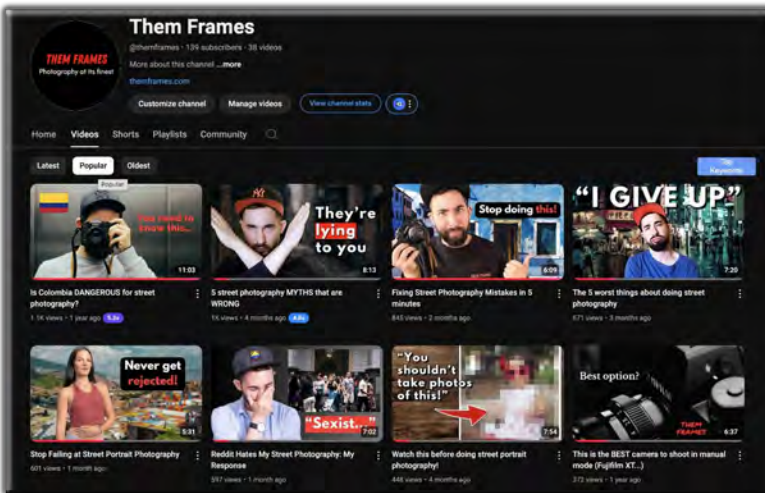 Them Frames
THEM FRAMES
Photography at its finest
@themframes • 139 subscribers • 38 videos
More about this channel ...more
themframes.com
Customize channel
Manage videos
View channel stats
Home
Videos
Shorts
Playlists
Community
Latest
Popular
Oldest
Popular
Keywords
You need to
know this...
11:03
They're
lying
to you
8:13
Stop doing this!
6:09
"I GIVE UP"
7:20
Is Colombia DANGEROUS for street
photography?
1.1K views • 1 year ago
5 street photography MYTHS that are
WRONG
1K views • 4 months ago
Fixing Street Photography Mistakes in 5
minutes
845 views • 2 months ago
The 5 worst things about doing street
photography
671 views • 3 months ago
Never get
rejected!
5:31
"Sexist..."
7:02
"You
shouldn't
take photos
of this!"
7:54
Best option?
THEM
FRAMES
6:37
Stop Failing at Street Portrait Photography
601 views • 1 month ago
Reddit Hates My Street Photography: My
Response
597 views • 1 month ago
Watch this before doing street portrait
photography!
448 views • 4 months ago
This is the BEST camera to shoot in manual
mode (Fujifilm XT...)
372 views • 1 year ago